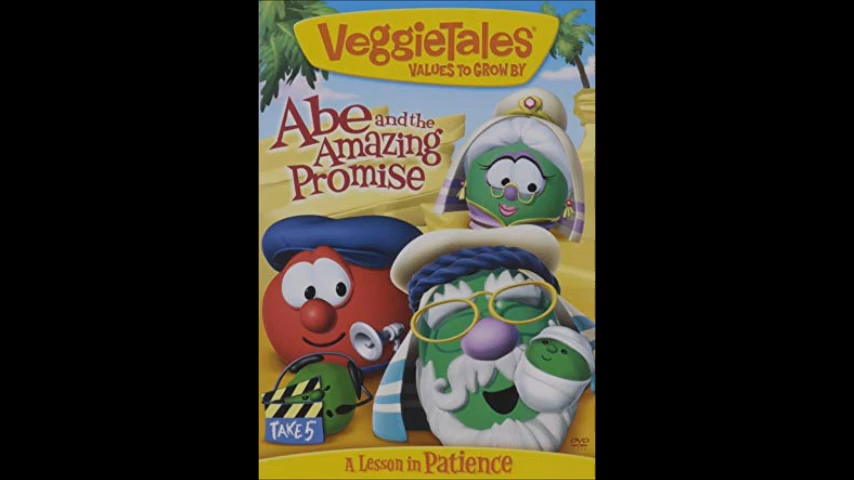 VeggieTales®
VALUES TO GROW BY
Abe and the
Amazing
Promise
TAKE 5
DVD
A Lesson in Patience